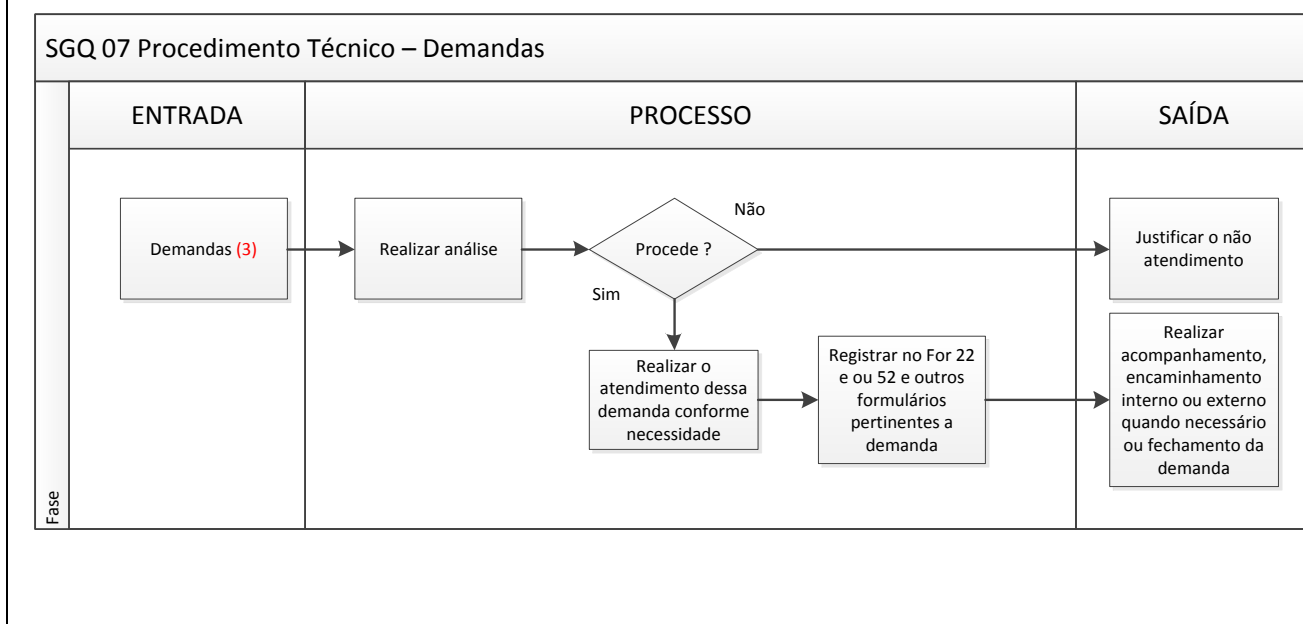 SGQ 07 Procedimento Técnico – Demandas
ENTRADA
PROCESSO
SAÍDA
Demandas (3)
Realizar análise
Procede ?
Não
Sim
Justificar o não
atendimento
Realizar o
atendimento dessa
demanda conforme
necessidade
Registrar no For 22
e ou 52 e outros
formulários
pertinentes a
demanda
Realizar
acompanhamento,
encaminhamento
interno ou externo
quando necessário
ou fechamento da
demanda
Fase